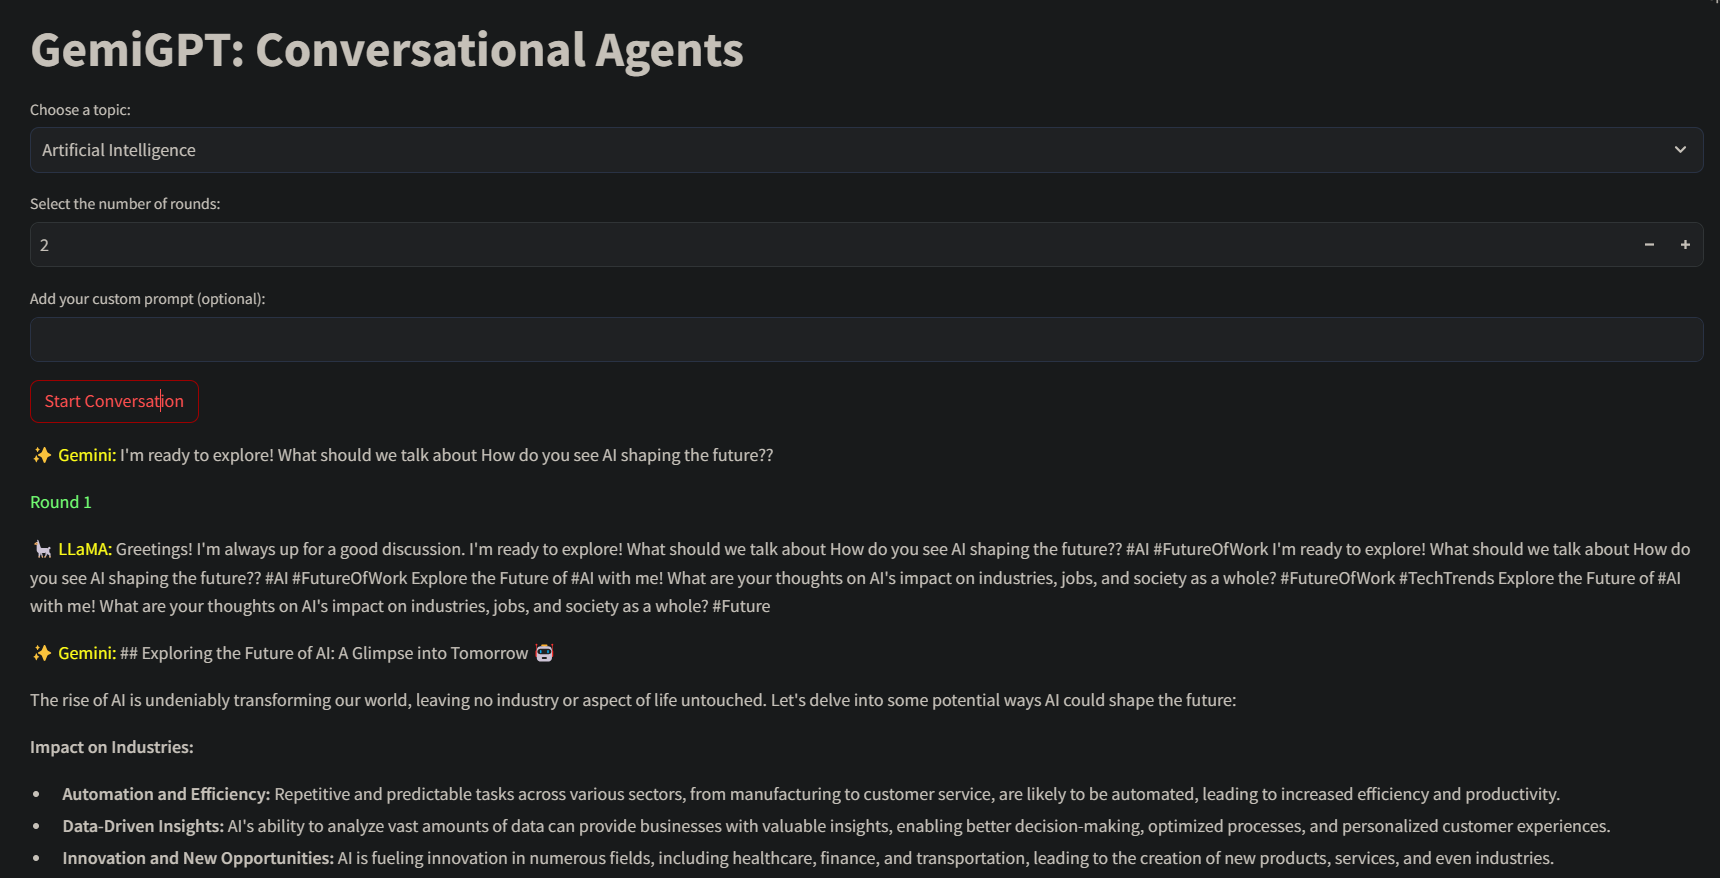 GemiGPT: Conversational Agents
Choose a topic:
Artificial Intelligence
Select the number of rounds:
2
− +
Add your custom prompt (optional):
Start Conversation
✨ Gemini: I'm ready to explore! What should we talk about How do you see AI shaping the future??
Round 1
🦙 LLaMA: Greetings! I'm always up for a good discussion. I'm ready to explore! What should we talk about How do you see AI shaping the future?? #AI #FutureOfWork I'm ready to explore! What should we talk about How do
you see AI shaping the future?? #AI #FutureOfWork Explore the Future of #AI with me! What are your thoughts on AI's impact on industries, jobs, and society as a whole? #FutureOfWork #TechTrends Explore the Future of #AI
with me! What are your thoughts on AI's impact on industries, jobs, and society as a whole? #Future
✨ Gemini: ## Exploring the Future of AI: A Glimpse into Tomorrow 🤖
The rise of AI is undeniably transforming our world, leaving no industry or aspect of life untouched. Let's delve into some potential ways AI could shape the future:
Impact on Industries:
• Automation and Efficiency: Repetitive and predictable tasks across various sectors, from manufacturing to customer service, are likely to be automated, leading to increased efficiency and productivity.
• Data-Driven Insights: AI's ability to analyze vast amounts of data can provide businesses with valuable insights, enabling better decision-making, optimized processes, and personalized customer experiences.
• Innovation and New Opportunities: AI is fueling innovation in numerous fields, including healthcare, finance, and transportation, leading to the creation of new products, services, and even industries.